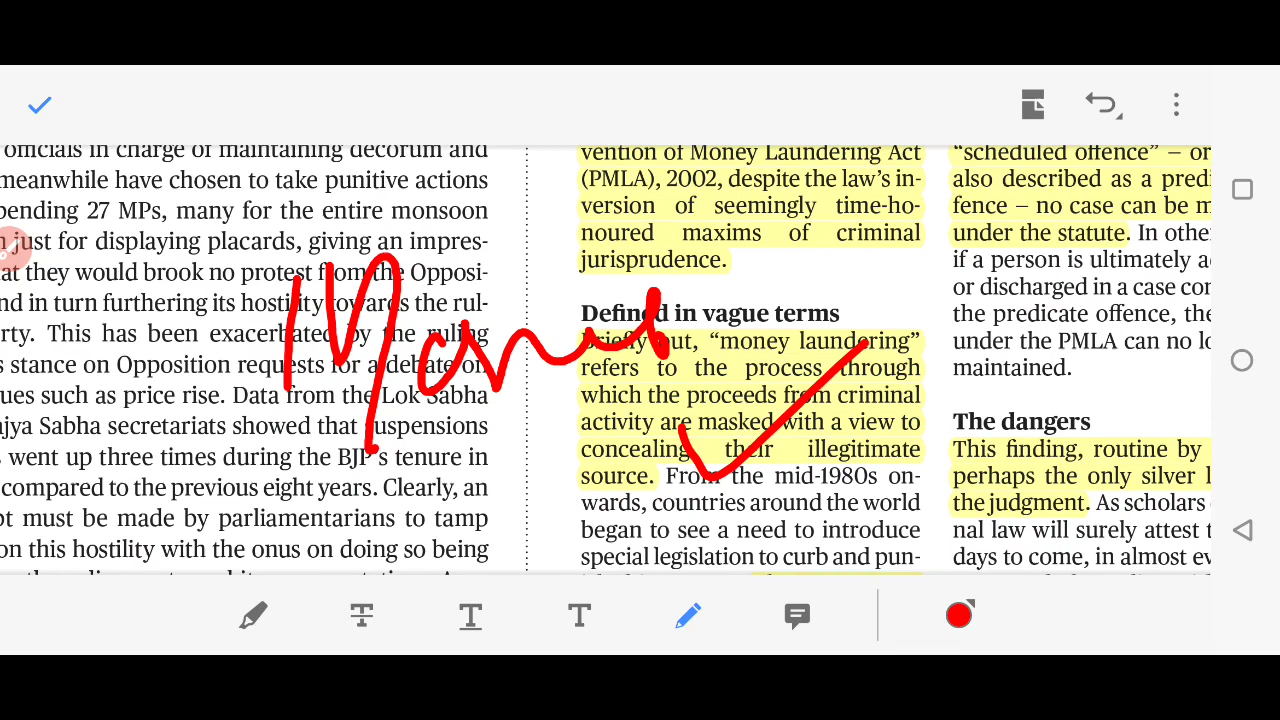 officials in charge of maintaining decorum and
meanwhile have chosen to take punitive actions
pending 27 MPs, many for the entire monsoon
just for displaying placards, giving an impres-
at they would brook no protest from the Opposi-
nd in turn furthering its hostility towards the rul-
rty. This has been exacerbated by the ruling
s stance on Opposition requests for a debate on
ues such as price rise. Data from the Lok Sabha
ajya Sabha secretariats showed that suspensions
s went up three times during the BJP's tenure in
compared to the previous eight years. Clearly, an
pt must be made by parliamentarians to tamp
on this hostility with the onus on doing so being
vention of Money Laundering Act
(PMLA), 2002, despite the law's in-
version of seemingly time-ho-
noured maxims of criminal
jurisprudence.
Defined in vague terms
Briefly put, “money laundering”
refers to the process through
which the proceeds from criminal
activity are masked with a view to
concealing their illegitimate
source. From the mid-1980s on-
wards, countries around the world
began to see a need to introduce
special legislation to curb and pun-
“scheduled offence” – or
also described as a predi
fence – no case can be m
under the statute. In othe
if a person is ultimately a
or discharged in a case con
the predicate offence, the
under the PMLA can no lo
maintained.
The dangers
This finding, routine by
perhaps the only silver l
the judgment. As scholars
nal law will surely attest t
days to come, in almost ev